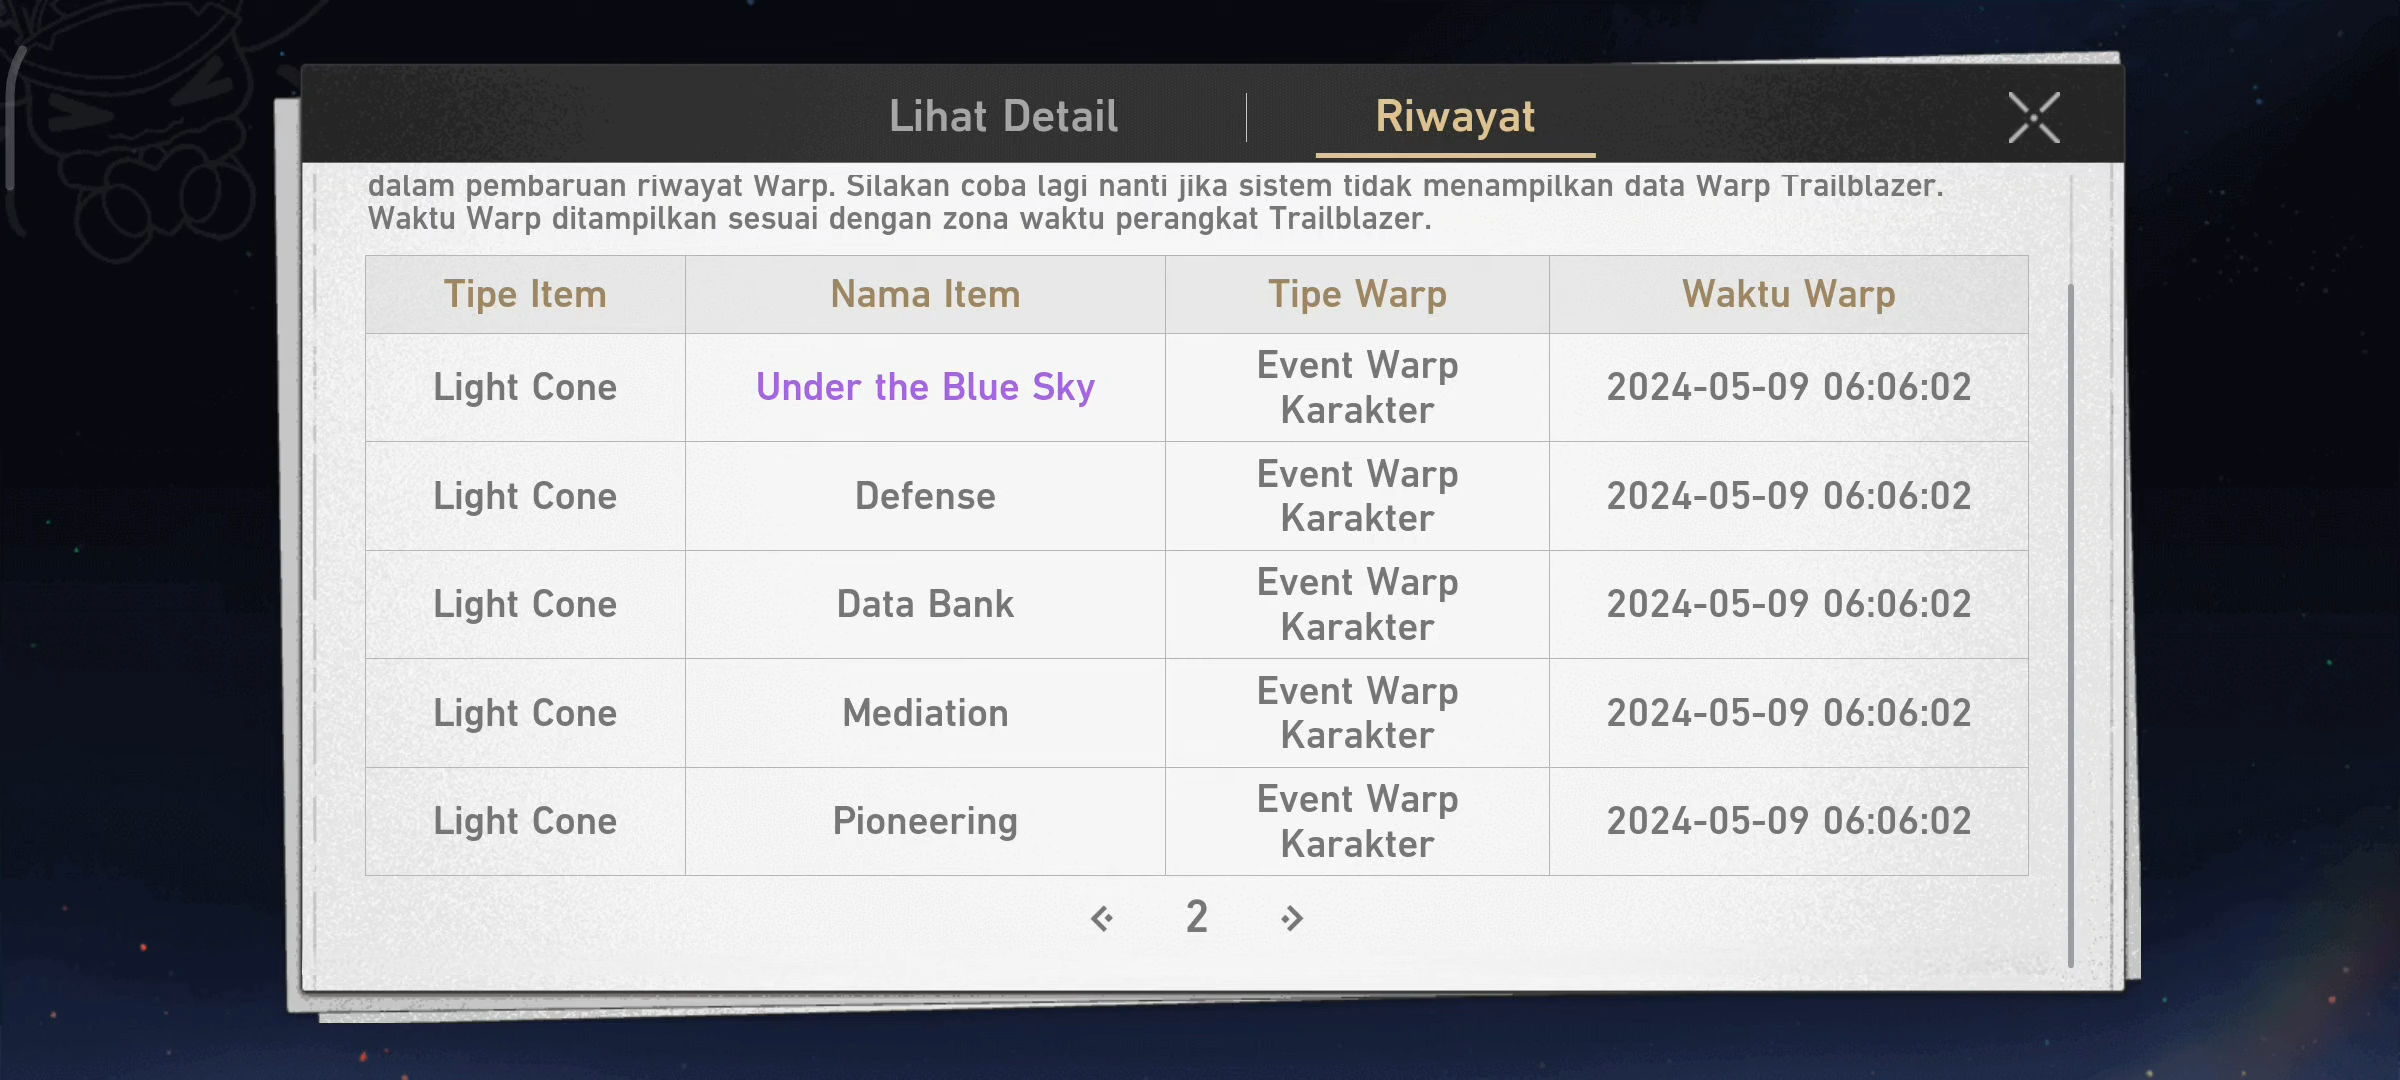 Lihat Detail
Riwayat
dalam pembaruan riwayat Warp. Silakan coba lagi nanti jika sistem tidak menampilkan data Warp Trailblazer.
Waktu Warp ditampilkan sesuai dengan zona waktu perangkat Trailblazer.
Tipe Item
Nama Item
Tipe Warp
Waktu Warp
Light Cone
Under the Blue Sky
Event Warp
Karakter
2024-05-09 06:06:02
Light Cone
Defense
Event Warp
Karakter
2024-05-09 06:06:02
Light Cone
Data Bank
Event Warp
Karakter
2024-05-09 06:06:02
Light Cone
Mediation
Event Warp
Karakter
2024-05-09 06:06:02
Light Cone
Pioneering
Event Warp
Karakter
2024-05-09 06:06:02
2